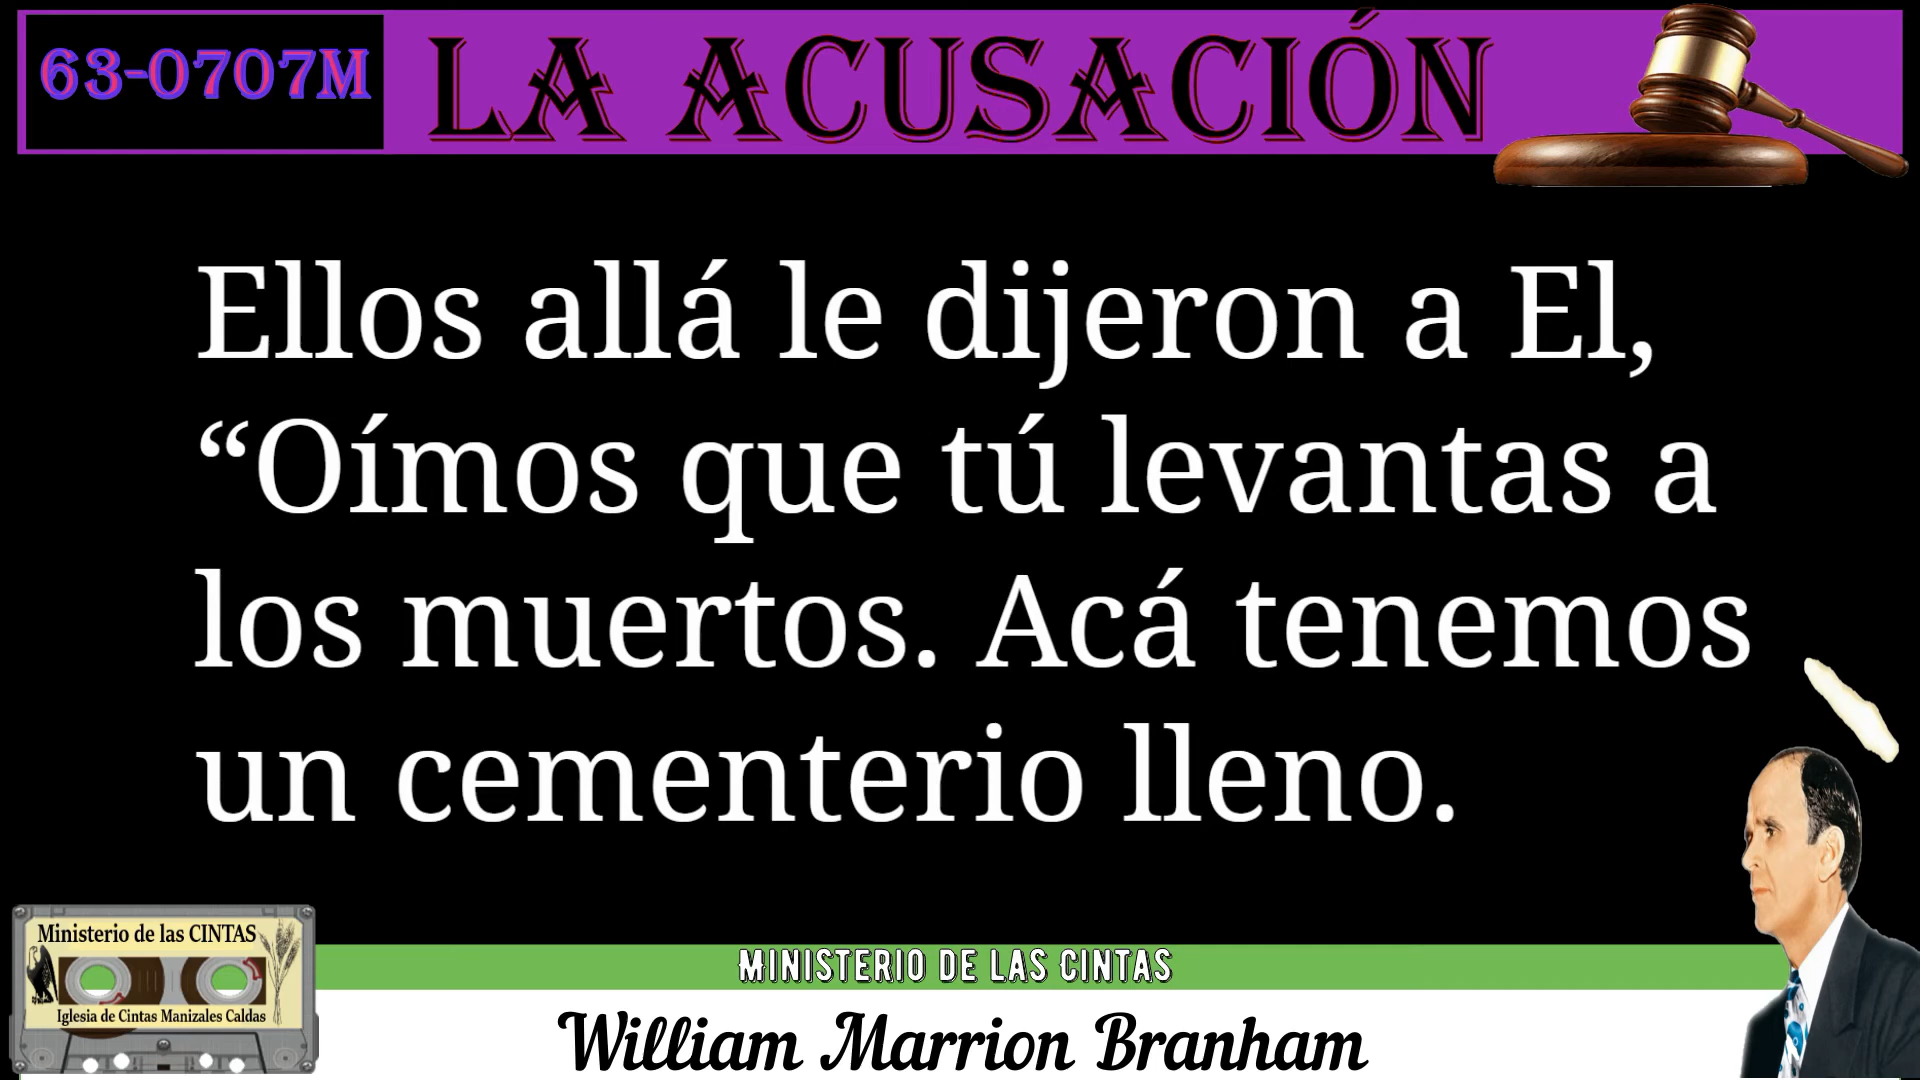 63-0707M
LA ACUSACIÓN
Ellos allá le dijeron a El,
“Oímos que tú levantas a
los muertos. Acá tenemos
un cementerio lleno.
Ministerio de las CINTAS
Iglesia de Cintas Manizales Caldas
MINISTERIO DE LAS CINTAS
William Marrion Branham